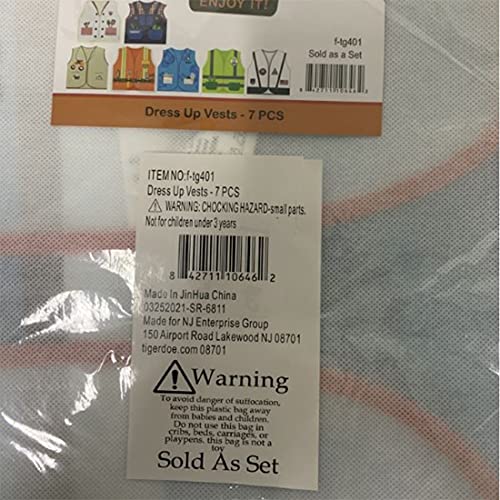 ENJOY IT!
f-tg401
Sold as a Set
8 42711 10646 2
Dress Up Vests - 7 PCS
ITEM NO:f-tg401
Dress Up Vests - 7 PCS
WARNING: CHOCKING HAZARD-small parts.
Not for children under 3 years
8 42711 10646 2
Made In JinHua China
03252021-SR-6811
Made for NJ Enterprise Group
150 Airport Road Lakewood NJ 08701
tigerdoe.com 08701
Warning
To avoid danger of suffocation,
keep this plastic bag away
from babies and children.
Do not use this bag in
cribs, beds, carriages, or
playpens. this bag is not a
toy
Sold As Set